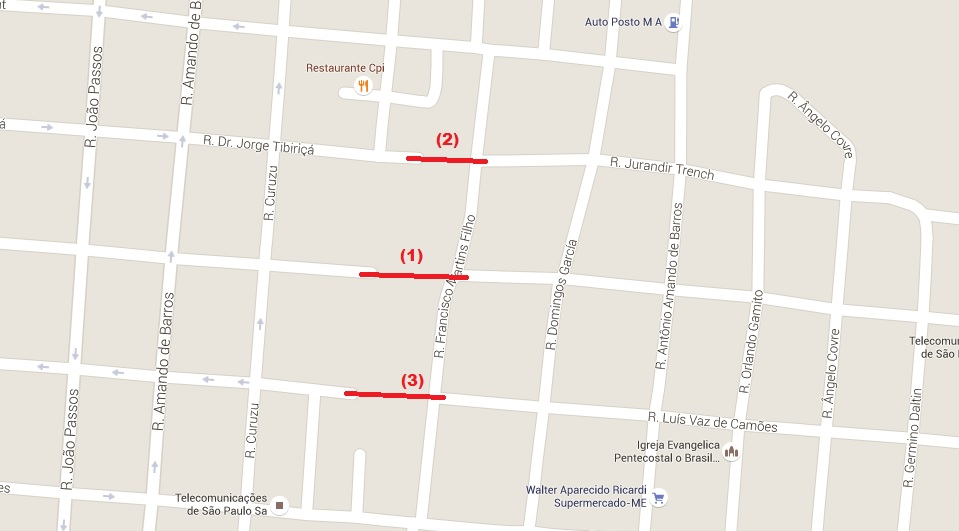 Auto Posto M A
Restaurante Cpi
R. João Passos
R. Amando de B
R. Ângelo Covre
á
R. Dr. Jorge Tibiriçá
(2)
R. Jurandir Trench
R. Curuzu
R. Francisco Martins Filho
R. Domingos García
R. Antônio Amando de Barros
(1)
R. Amando de Barros
R. Orlando Gamito
R. Ângelo Covre
Telecomu
de São
(3)
R. João Passos
R. Curuzu
R. Luís Vaz de Camões
R. Germino Daltin
Igreja Evangelica
Pentecostal o Brasil...
es
Telecomunicações
de São Paulo Sa
Walter Aparecido Ricardi
Supermercado-ME